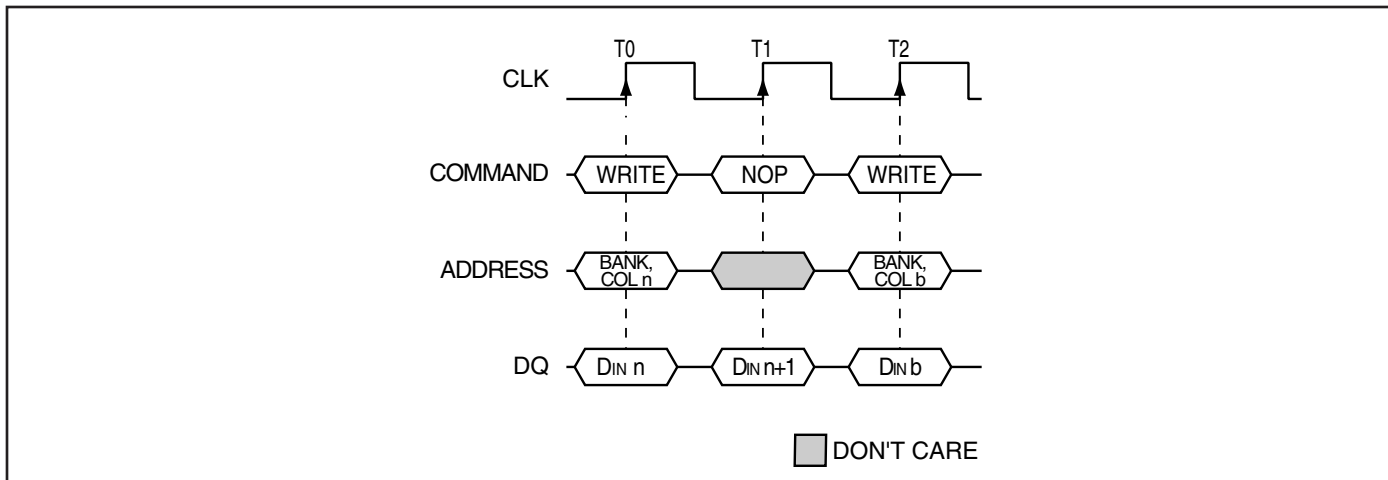 T0 T1 T2
CLK
COMMAND WRITE NOP WRITE
ADDRESS BANK, COL n BANK, COL b
DQ DIN n DIN n+1 DIN b
DON'T CARE